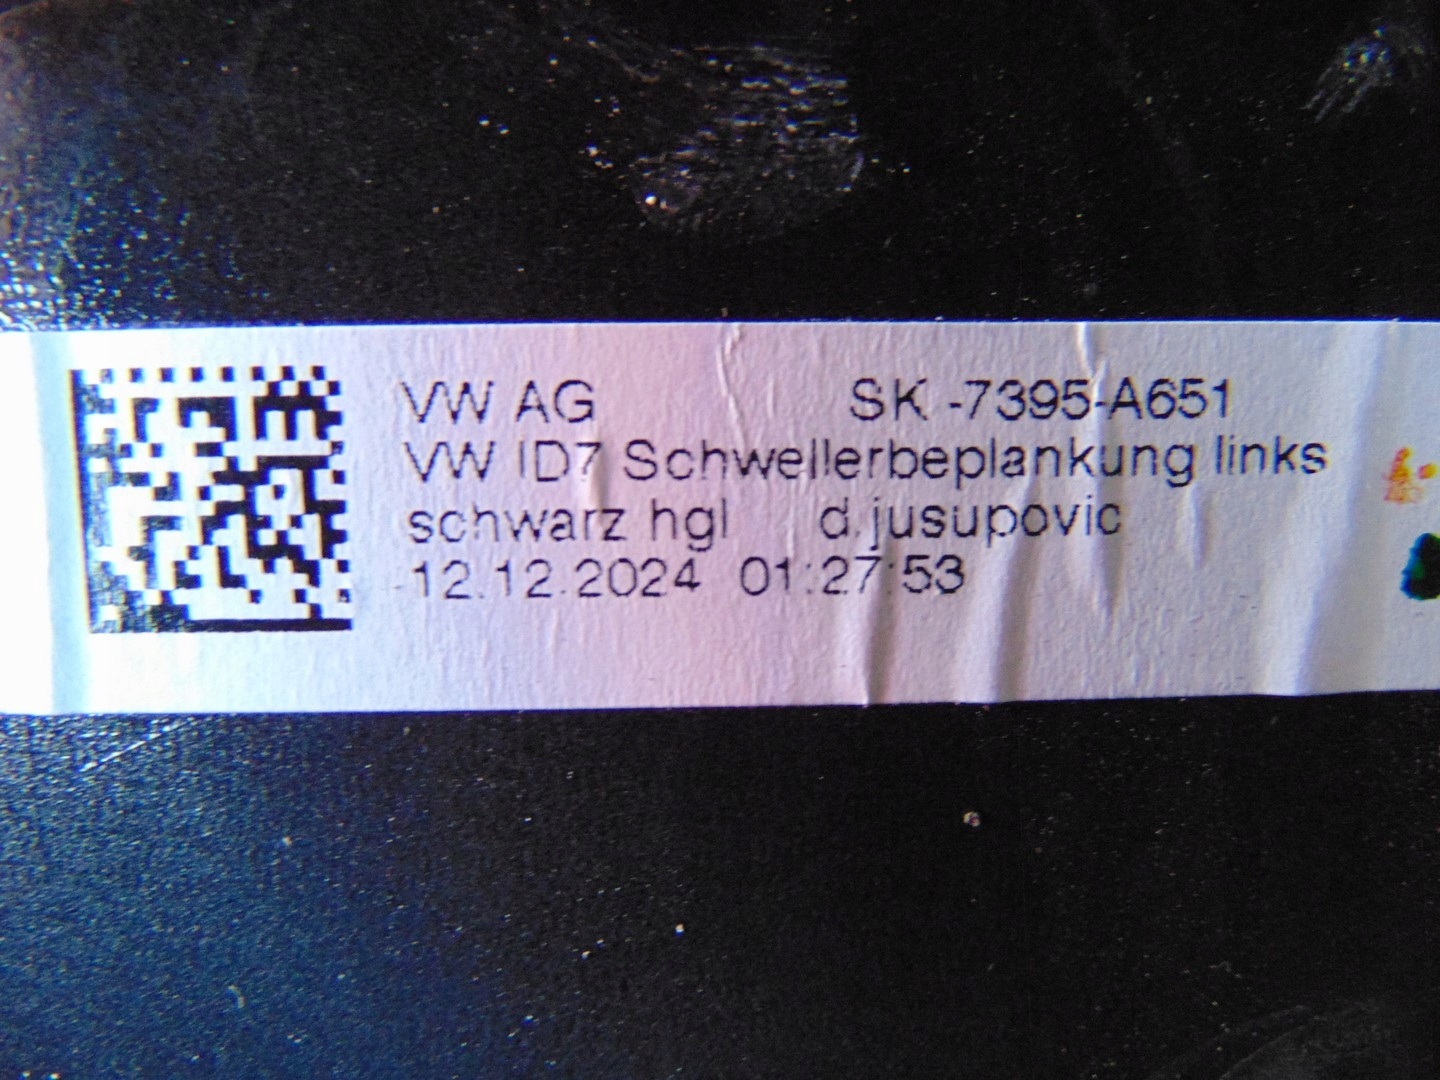 VW AG SK -7395-A651
VW ID7 Schwellerbeplankung links
schwarz hgl d.jusupovic
12.12.2024 01:27:53